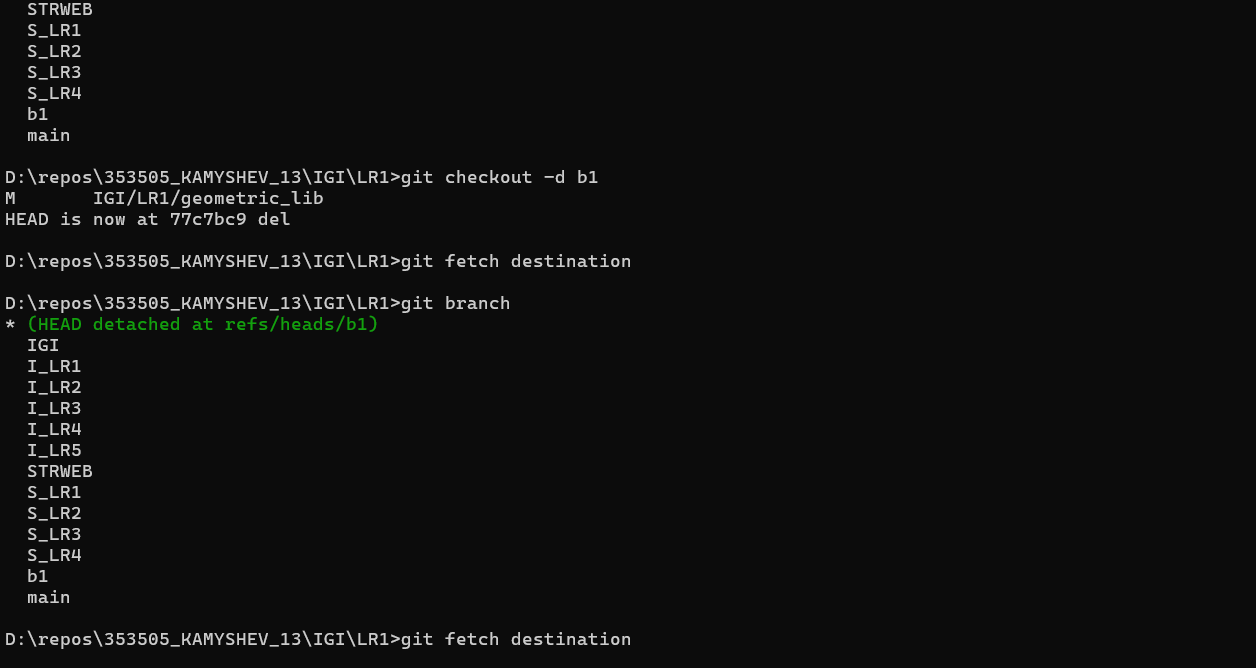 STRWEB
S_LR1
S_LR2
S_LR3
S_LR4
b1
main
D:\repos\353505_KAMYSHEV_13\IGI\LR1>git checkout -d b1
M       IGI/LR1/geometric_lib
HEAD is now at 77c7bc9 del
D:\repos\353505_KAMYSHEV_13\IGI\LR1>git fetch destination
D:\repos\353505_KAMYSHEV_13\IGI\LR1>git branch
* (HEAD detached at refs/heads/b1)
IGI
I_LR1
I_LR2
I_LR3
I_LR4
I_LR5
STRWEB
S_LR1
S_LR2
S_LR3
S_LR4
b1
main
D:\repos\353505_KAMYSHEV_13\IGI\LR1>git fetch destination